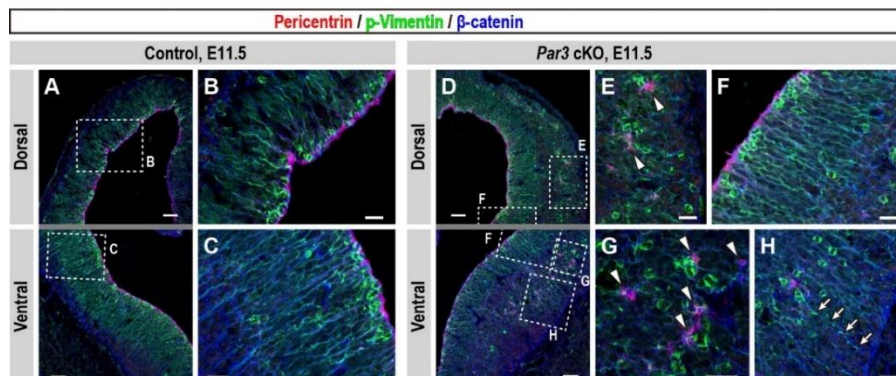 Pericentrin / p-Vimentin / β-catenin
Control, E11.5
Par3 cKO, E11.5
Dorsal
A
B
B
Dorsal
D
E
F
E
F
Ventral
C
C
Ventral
F
G
H
G
H